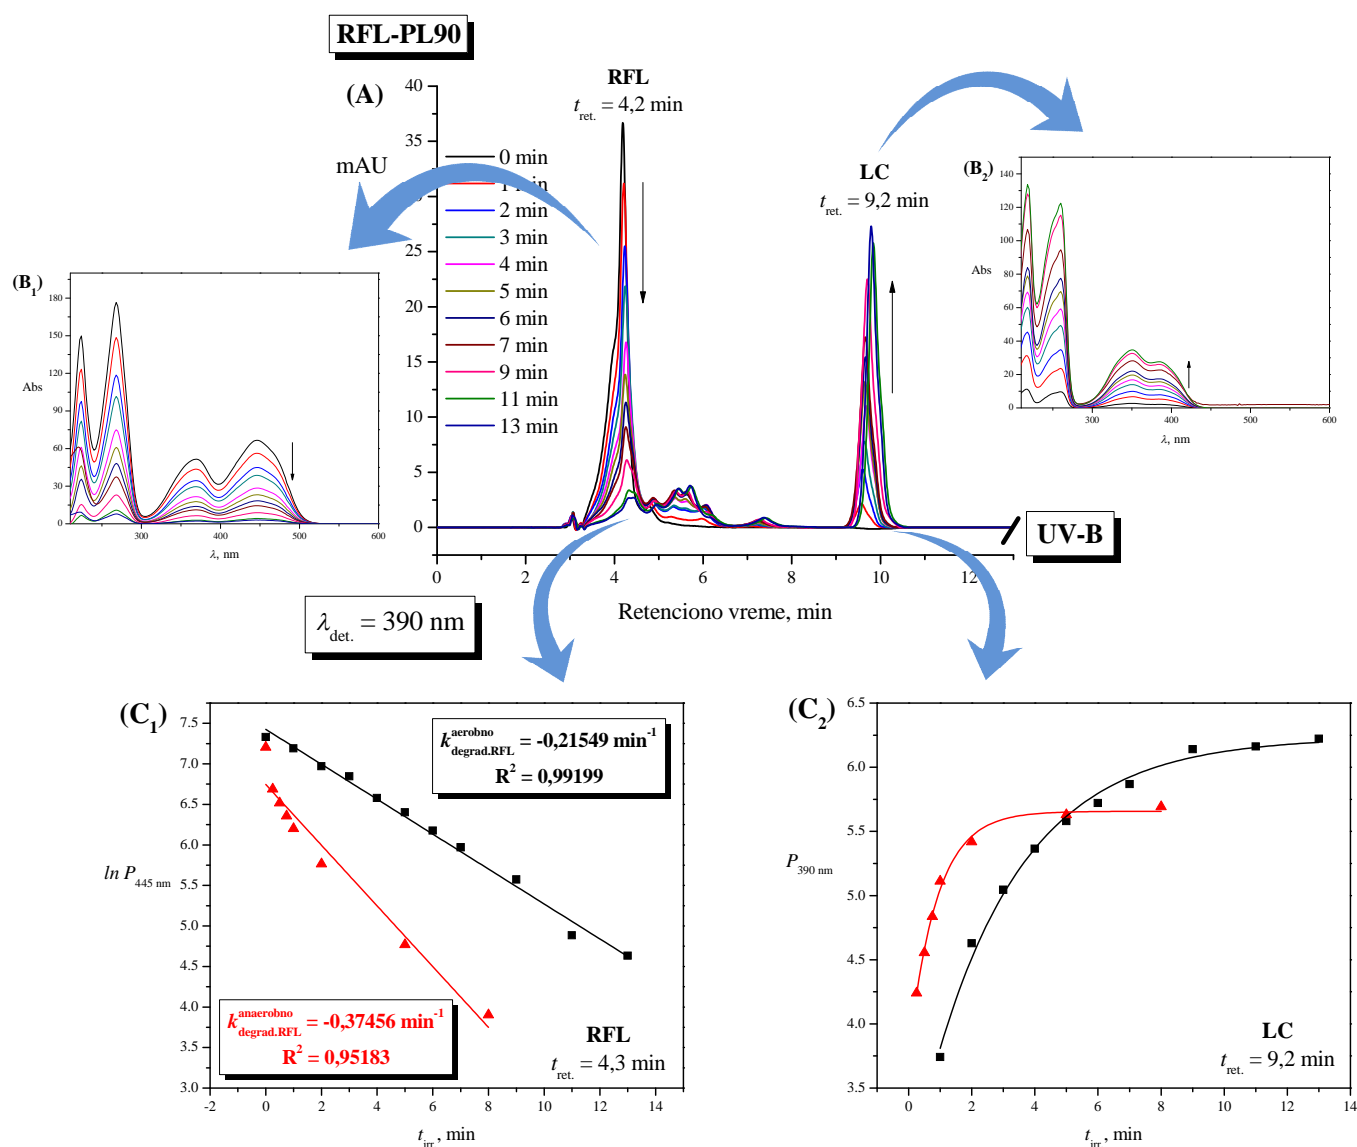 RFL-PL90
(A)
RFL
t_ret. = 4,2 min
mAU
40
35
30
25
20
15
10
5
0
0 min
1 min
2 min
3 min
4 min
5 min
6 min
7 min
9 min
11 min
13 min
LC
t_ret. = 9,2 min
0 2 4 6 8 10 12
Retenciono vreme, min
UV-B
λ_det. = 390 nm
(B₁)
Abs
180
150
120
90
60
30
0
300 400 500 600
λ, nm
(B₂)
Abs
140
120
100
80
60
40
20
0
300 400 500 600
λ, nm
(C₁)
ln P_445 nm
7.5
7.0
6.5
6.0
5.5
5.0
4.5
4.0
3.5
3.0
k^aerobno_degrad.RFL = -0,21549 min⁻¹
R² = 0,99199
k^anaerobno_degrad.RFL = -0,37456 min⁻¹
R² = 0,95183
RFL
t_ret. = 4,3 min
-2 0 2 4 6 8 10 12 14
t_irr, min
(C₂)
P_390 nm
6.5
6.0
5.5
5.0
4.5
4.0
3.5
LC
t_ret. = 9,2 min
0 2 4 6 8 10 12 14
t_irr, min